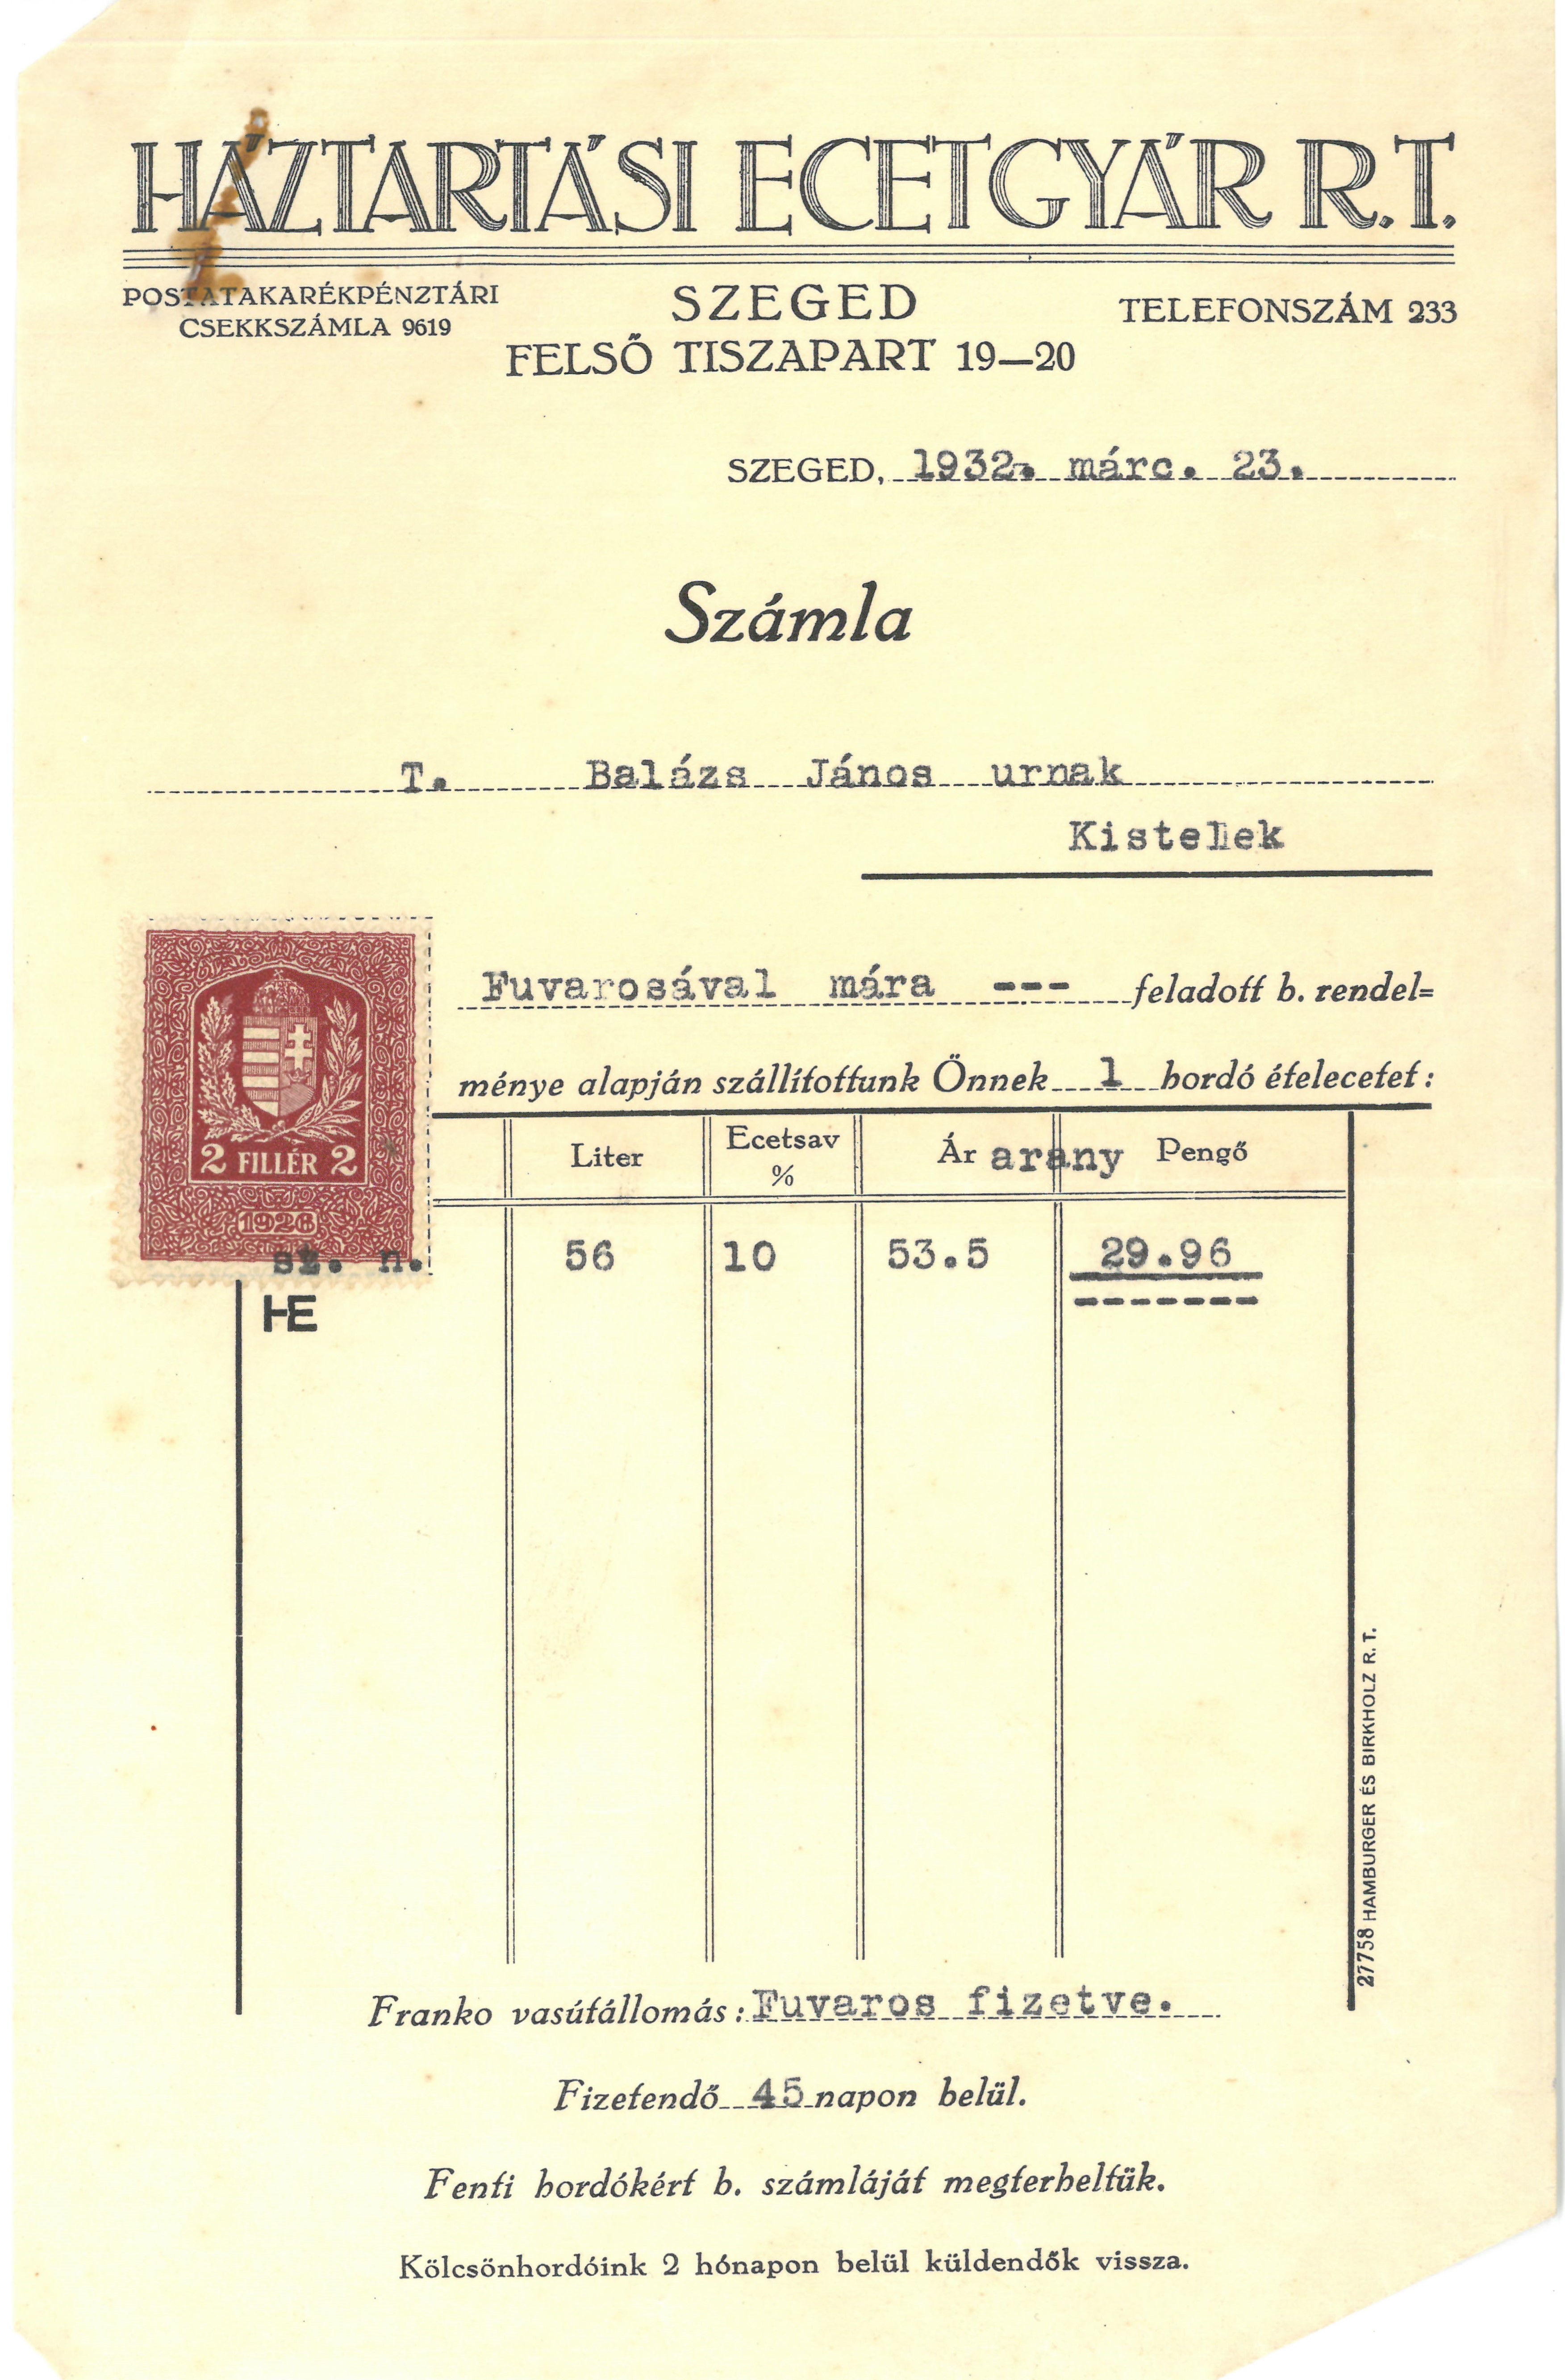 HÁZTARTÁSI ECETGYÁR R.T.
POSTATAKARÉKPÉNZTÁRI
CSEKKSZÁMLA 9619
SZEGED
FELSŐ TISZAPART 19—20
TELEFONSZÁM 233
SZEGED, 1932. márc. 23.
Számla
T. Balázs János urnak
Kistelek
Fuvarosával mára --- feladott b. rendel=
ménye alapján szállítottunk Önnek 1 hordó ételecetet:
2 FILLÉR 2
1928
Liter Ecetsav % Ár arany Pengő
sz. n. 56 10 53.5 29.96
HE
27758 HAMBURGER ÉS BIRKHOLZ R. T.
Franko vasútállomás: Fuvaros fizetve.
Fizetendő 45 napon belül.
Fenti hordókért b. számláját megterheltük.
Kölcsönhordóink 2 hónapon belül küldendők vissza.